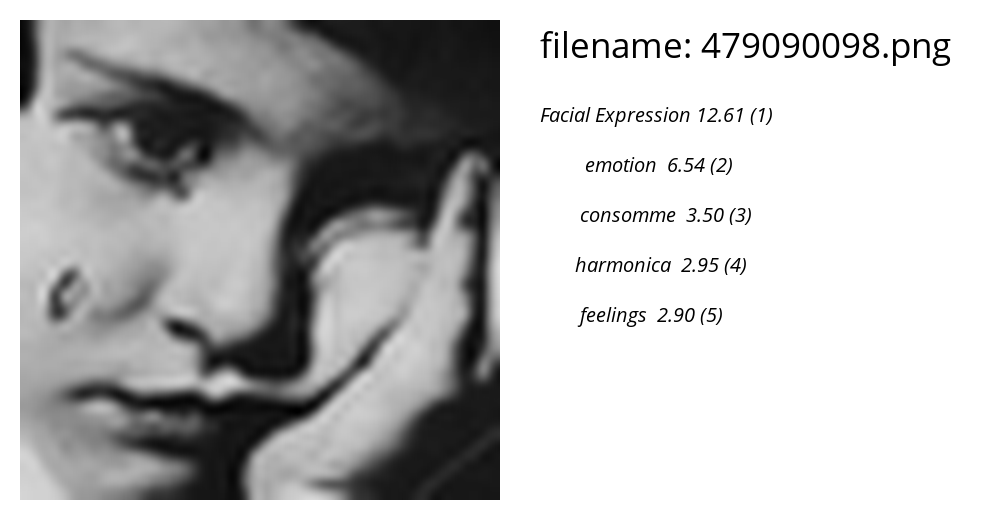 filename: 479090098.png
Facial Expression 12.61 (1)
emotion 6.54 (2)
consomme 3.50 (3)
harmonica 2.95 (4)
feelings 2.90 (5)